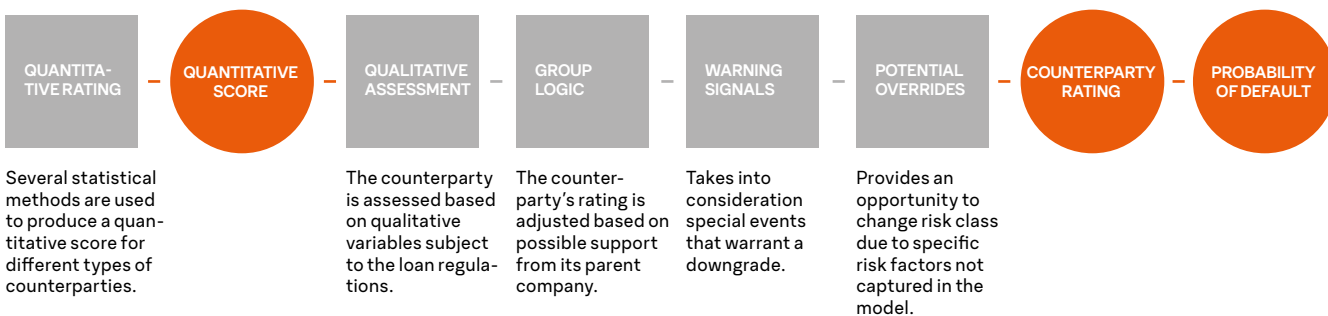 QUANTITA-
TIVE RATING
QUANTITATIVE
SCORE
QUALITATIVE
ASSESSMENT
GROUP
LOGIC
WARNING
SIGNALS
POTENTIAL
OVERRIDES
COUNTERPARTY
RATING
PROBABILITY
OF DEFAULT
Several statistical
methods are used
to produce a quan-
titative score for
different types of
counterparties.
The counterparty
is assessed based
on qualitative
variables subject
to the loan regula-
tions.
The counter-
party’s rating is
adjusted based on
possible support
from its parent
company.
Takes into
consideration
special events
that warrant a
downgrade.
Provides an
opportunity to
change risk class
due to specific
risk factors not
captured in the
model.